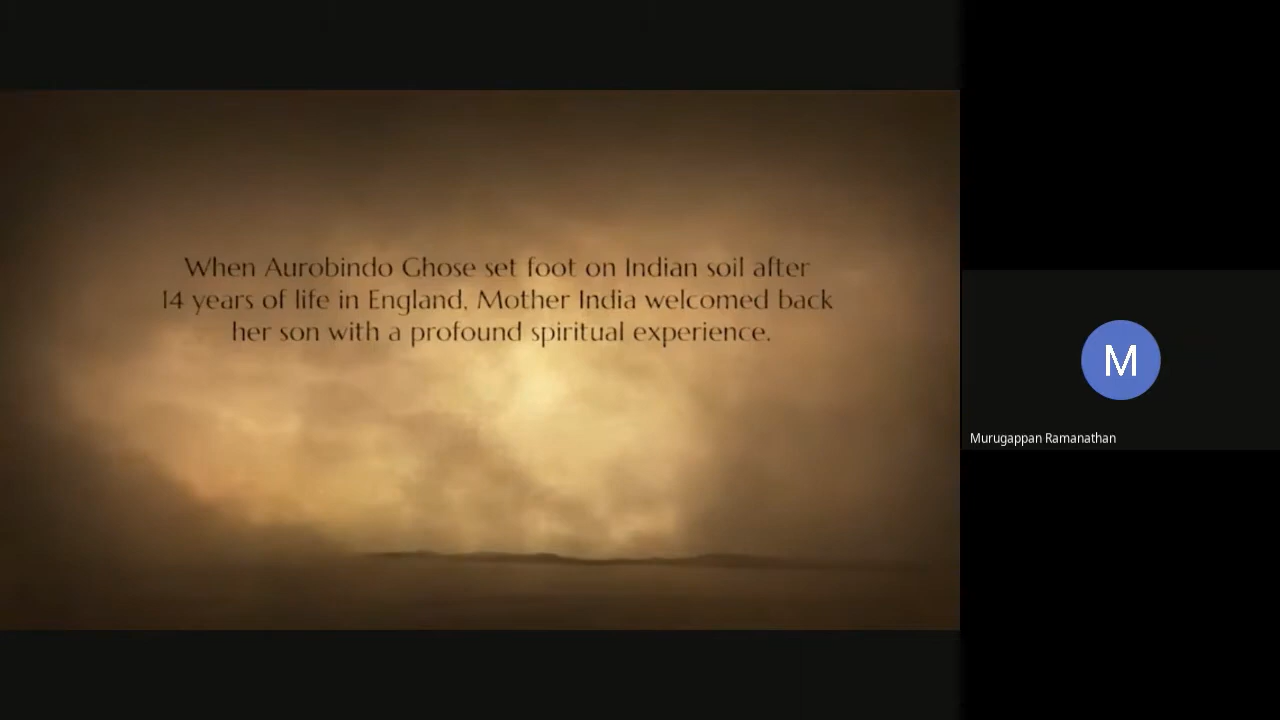 When Aurobindo Ghose set foot on Indian soil after
14 years of life in England, Mother India welcomed back
her son with a profound spiritual experience.
M
Murugappan Ramanathan